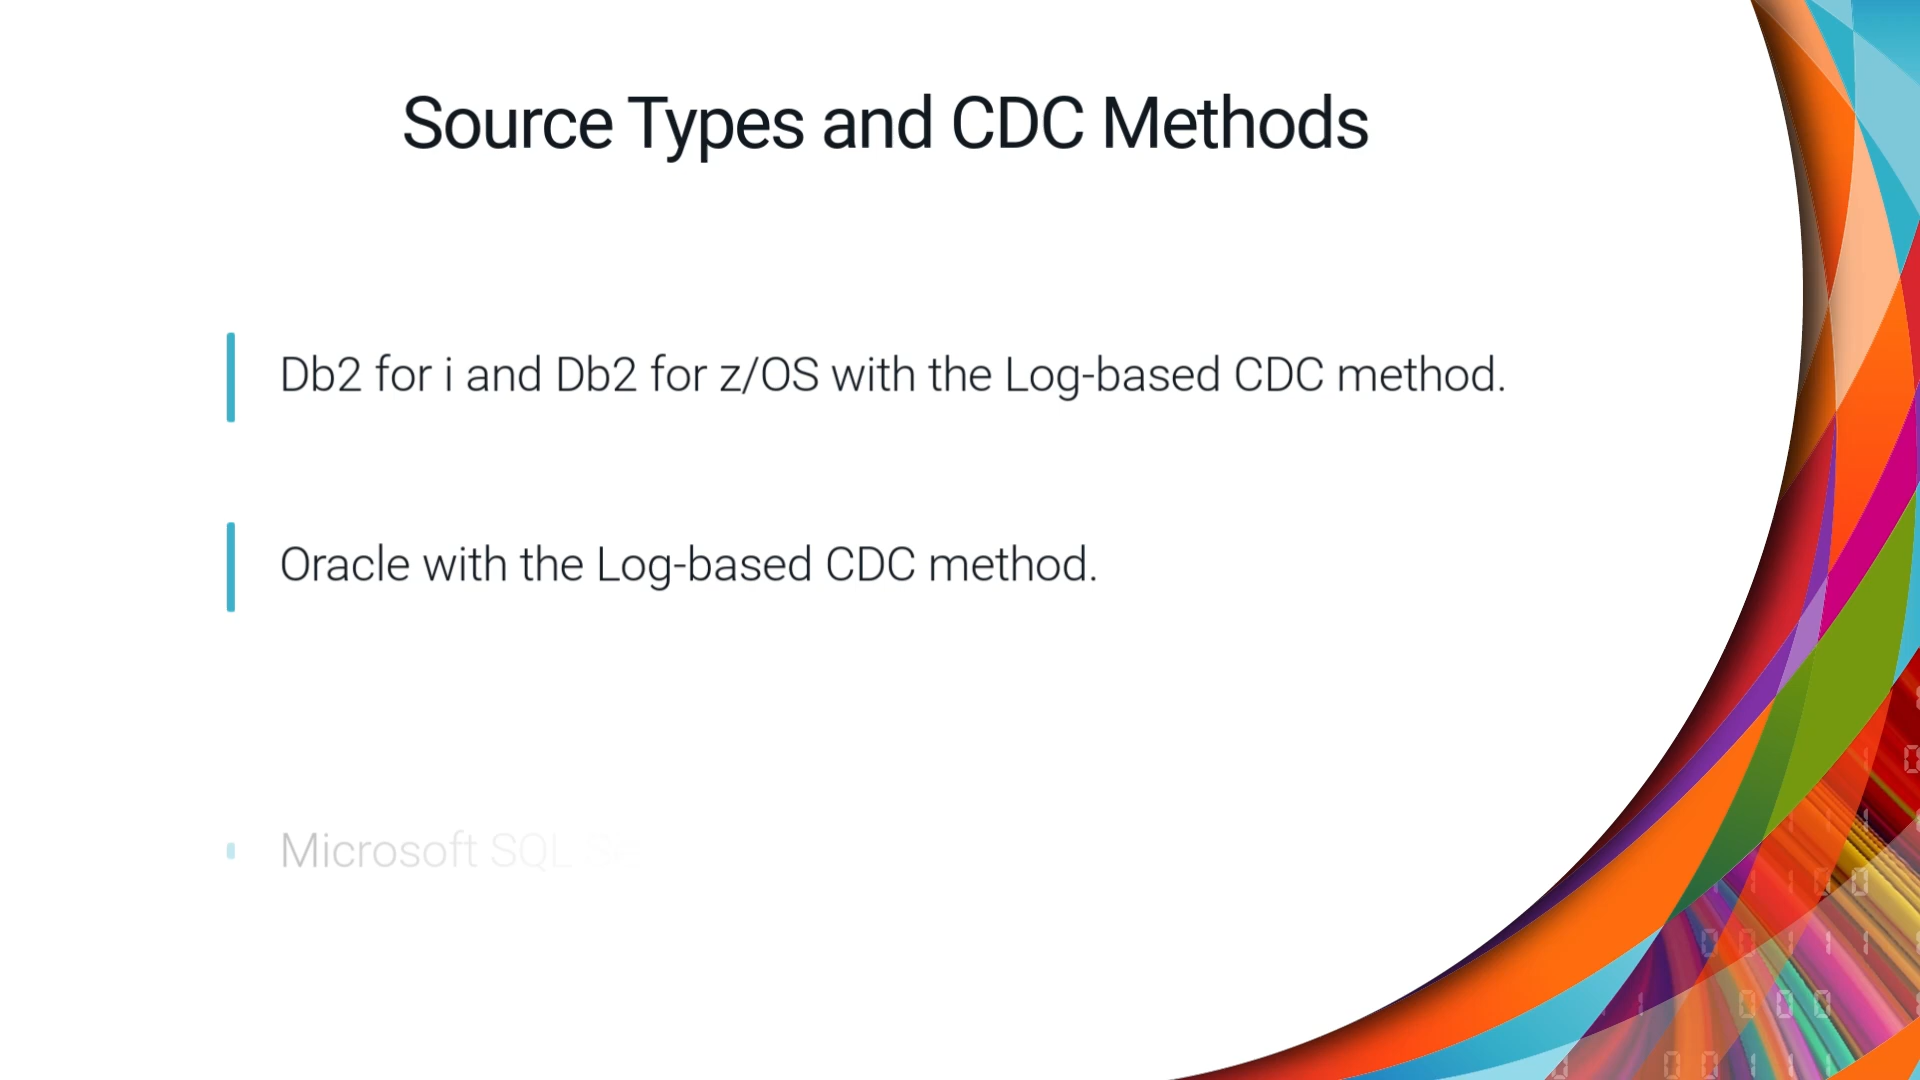 Source Types and CDC Methods
Db2 for i and Db2 for z/OS with the Log-based CDC method.
Oracle with the Log-based CDC method.
Microsoft SQL